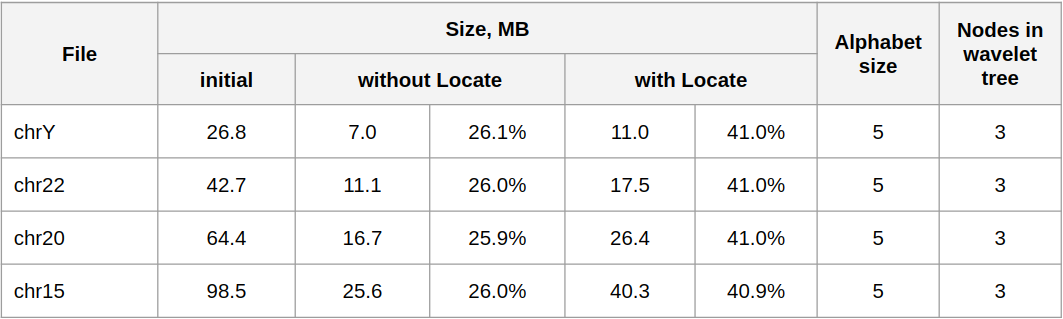 File Size, MB Alphabet size Nodes in wavelet tree
initial without Locate with Locate
chrY 26.8 7.0 26.1% 11.0 41.0% 5 3
chr22 42.7 11.1 26.0% 17.5 41.0% 5 3
chr20 64.4 16.7 25.9% 26.4 41.0% 5 3
chr15 98.5 25.6 26.0% 40.3 40.9% 5 3